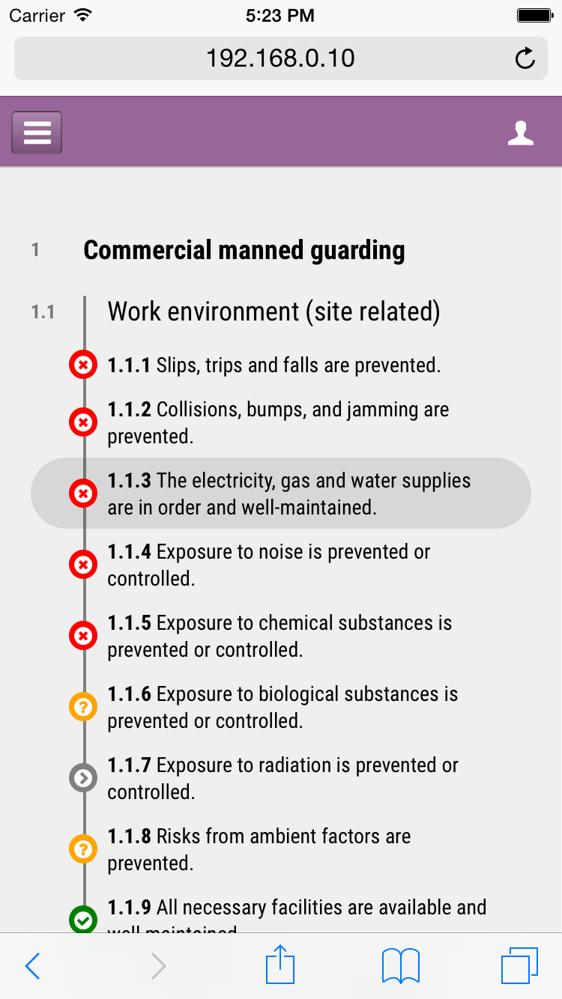 Carrier 5:23 PM
192.168.0.10
1 Commercial manned guarding
1.1 Work environment (site related)
1.1.1 Slips, trips and falls are prevented.
1.1.2 Collisions, bumps, and jamming are
prevented.
1.1.3 The electricity, gas and water supplies
are in order and well-maintained.
1.1.4 Exposure to noise is prevented or
controlled.
1.1.5 Exposure to chemical substances is
prevented or controlled.
1.1.6 Exposure to biological substances is
prevented or controlled.
1.1.7 Exposure to radiation is prevented or
controlled.
1.1.8 Risks from ambient factors are
prevented.
1.1.9 All necessary facilities are available and
well maintained